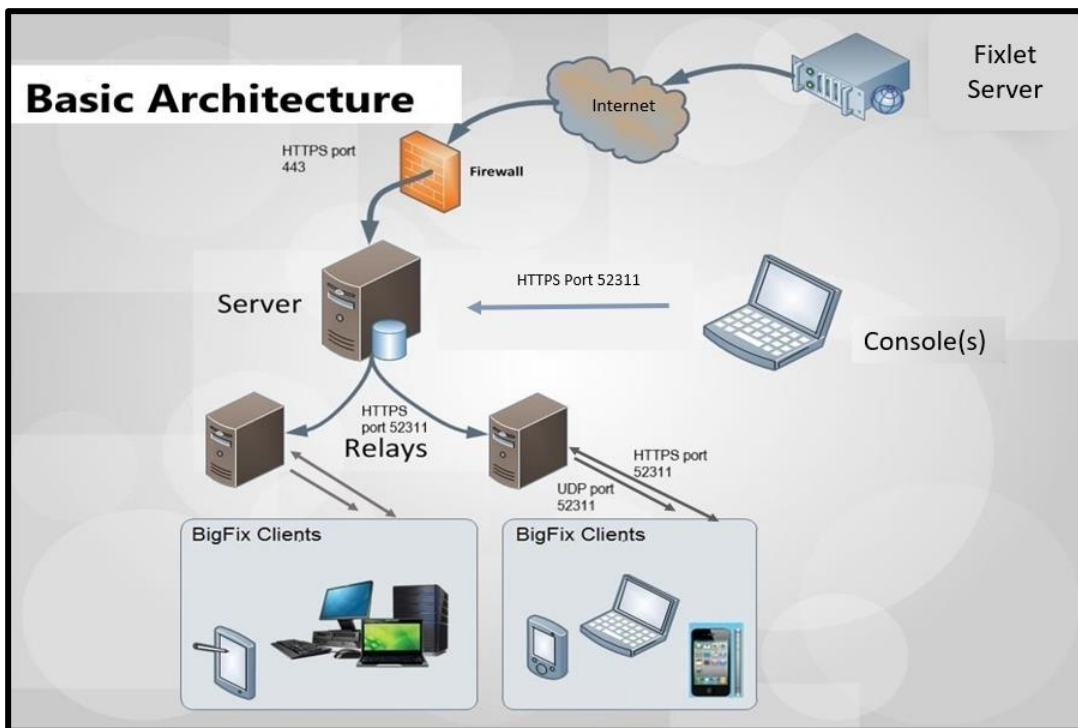 Basic Architecture
Fixlet
Server
Internet
HTTPS port
443
Firewall
Server
HTTPS Port 52311
Console(s)
HTTPS
port 52311
Relays
HTTPS port
52311
UDP port
52311
BigFix Clients
BigFix Clients